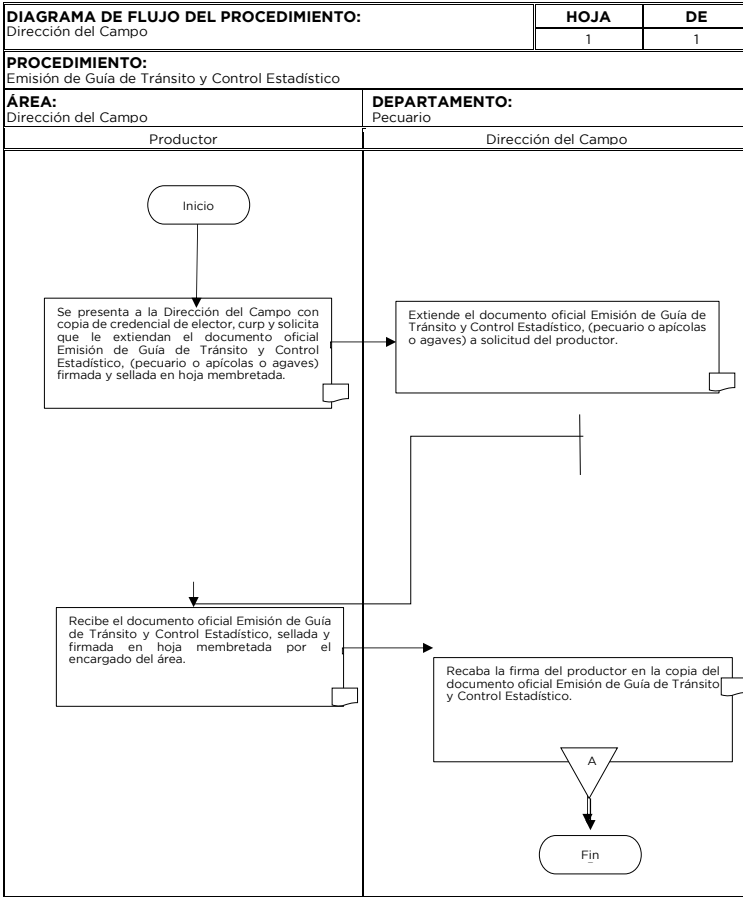 DIAGRAMA DE FLUJO DEL PROCEDIMIENTO:
Dirección del Campo
HOJA DE
1 1
PROCEDIMIENTO:
Emisión de Guía de Tránsito y Control Estadístico
ÁREA:
Dirección del Campo
DEPARTAMENTO:
Pecuario
Productor
Dirección del Campo
Inicio
Se presenta a la Dirección del Campo con
copia de credencial de elector, curp y solicita
que le extiendan el documento oficial
Emisión de Guía de Tránsito y Control
Estadístico, (pecuario o apícolas o agaves)
firmada y sellada en hoja membretada.
Extiende el documento oficial Emisión de Guía de
Tránsito y Control Estadístico, (pecuario o apícolas
o agaves) a solicitud del productor.
Recibe el documento oficial Emisión de Guía
de Tránsito y Control Estadístico, sellada y
firmada en hoja membretada por el
encargado del área.
Recaba la firma del productor en la copia del
documento oficial Emisión de Guía de Tránsito
y Control Estadístico.
A
Fin